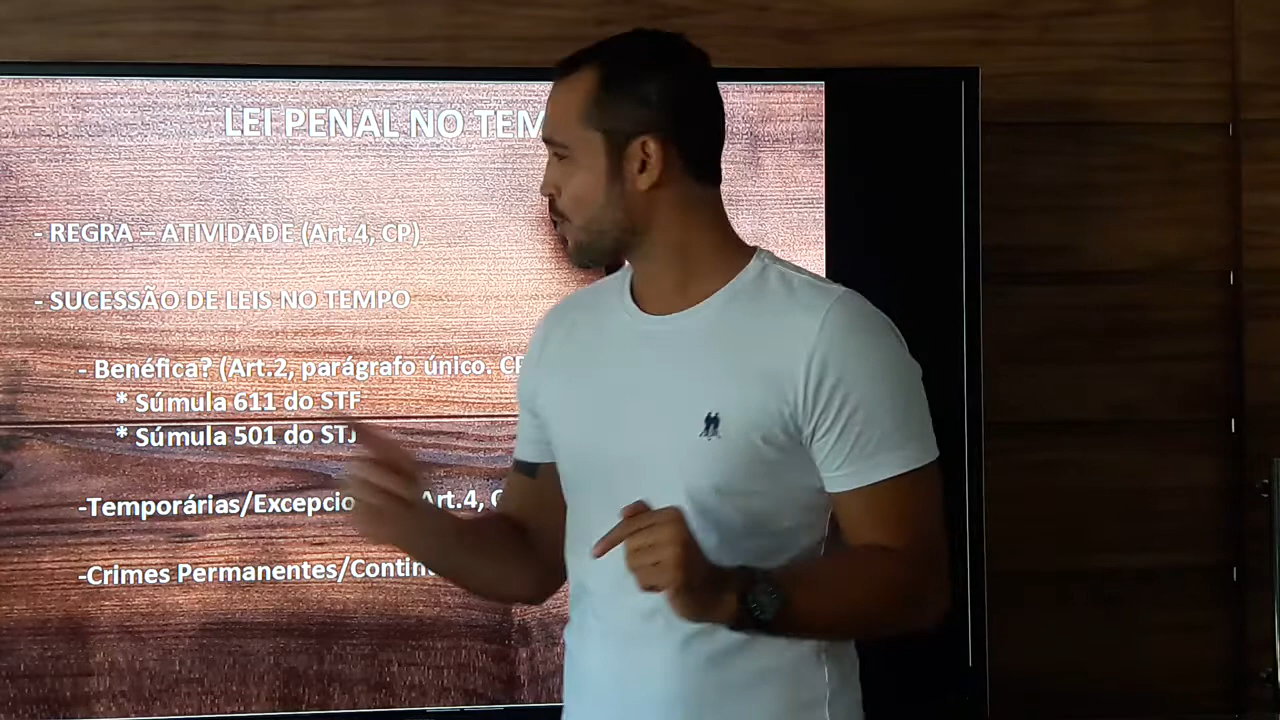 LEI PENAL NO TEM
- REGRA – ATIVIDADE (Art.4, CP)
- SUCESSÃO DE LEIS NO TEMPO
- Benéfica? (Art.2, parágrafo único. CP
* Súmula 611 do STF
* Súmula 501 do STJ
-Temporárias/Excepcio Art.4, C
-Crimes Permanentes/Contin